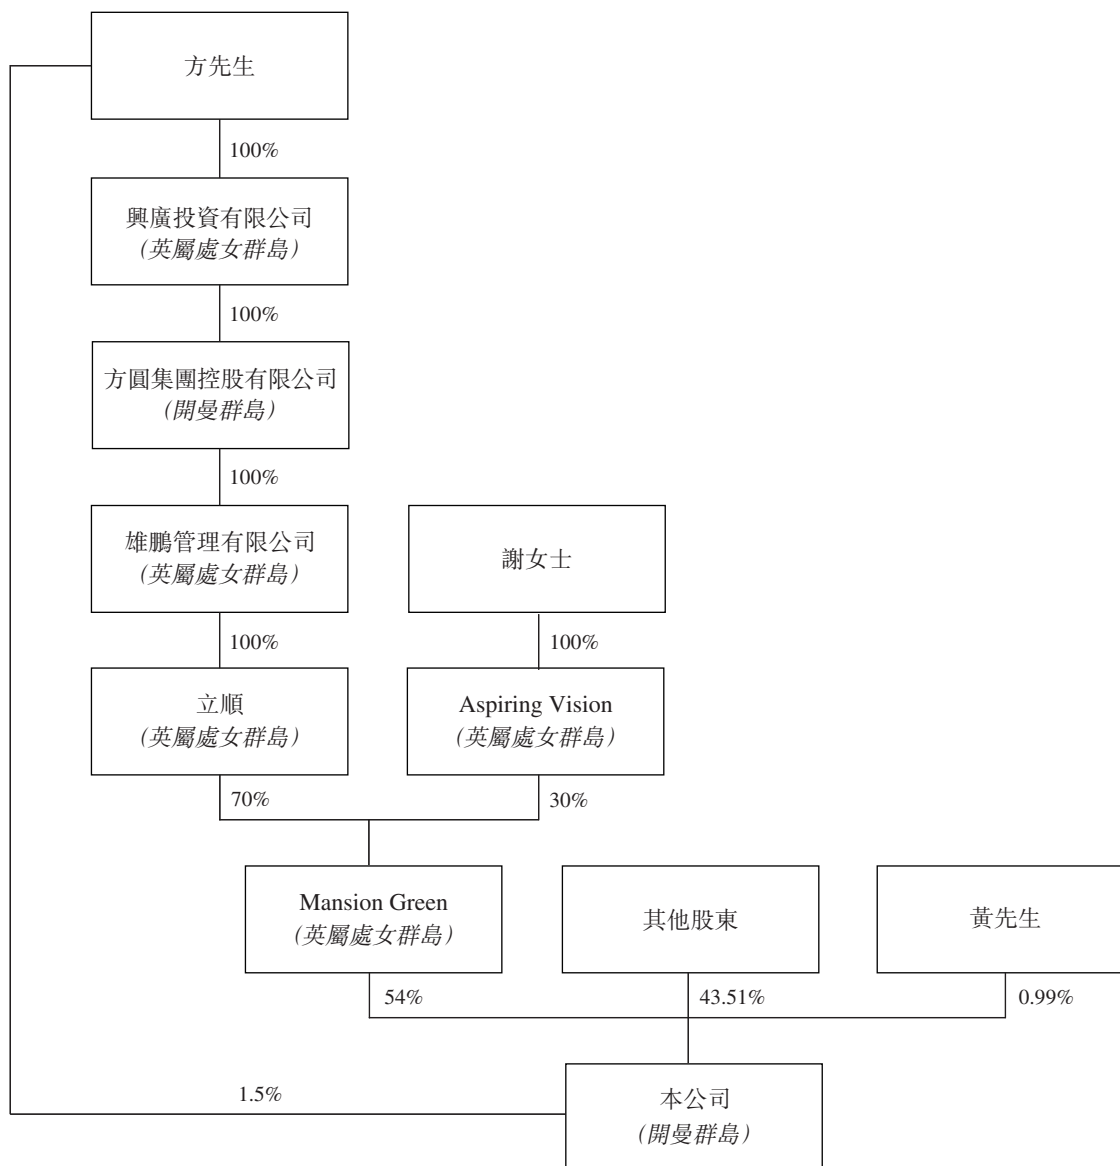 方先生
100%
興廣投資有限公司
(英屬處女群島)
100%
方圓集團控股有限公司
(開曼群島)
100%
雄鵬管理有限公司
(英屬處女群島)
謝女士
100%
100%
立順
(英屬處女群島)
Aspiring Vision
(英屬處女群島)
70%
30%
Mansion Green
(英屬處女群島)
其他股東
黃先生
54%
43.51%
0.99%
1.5%
本公司
(開曼群島)